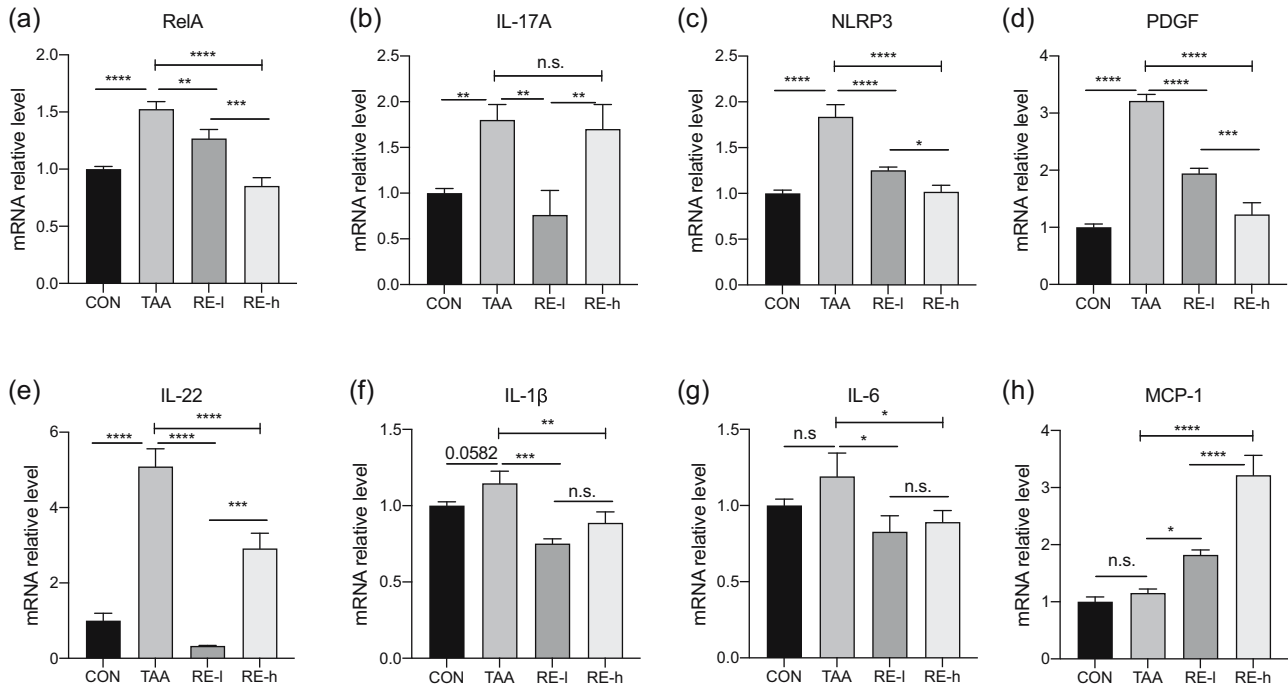 (a) RelA
mRNA relative level
2.0
1.5
1.0
0.5
0.0
**** ** *** ****
CON TAA RE-l RE-h
(b) IL-17A
mRNA relative level
2.5
2.0
1.5
1.0
0.5
0.0
n.s.
** ** **
CON TAA RE-l RE-h
(c) NLRP3
mRNA relative level
2.5
2.0
1.5
1.0
0.5
0.0
****
**** ****
*
CON TAA RE-l RE-h
(d) PDGF
mRNA relative level
4
3
2
1
0
****
**** ****
***
CON TAA RE-l RE-h
(e) IL-22
mRNA relative level
6
4
2
0
****
**** ****
***
CON TAA RE-l RE-h
(f) IL-1β
mRNA relative level
1.5
1.0
0.5
**
0.0582 ***
n.s.
CON TAA RE-l RE-h
(g) IL-6
mRNA relative level
1.5
1.0
0.5
0.0
*
n.s *
n.s.
CON TAA RE-l RE-h
(h) MCP-1
mRNA relative level
4
3
2
1
0
****
****
*
n.s.
CON TAA RE-l RE-h